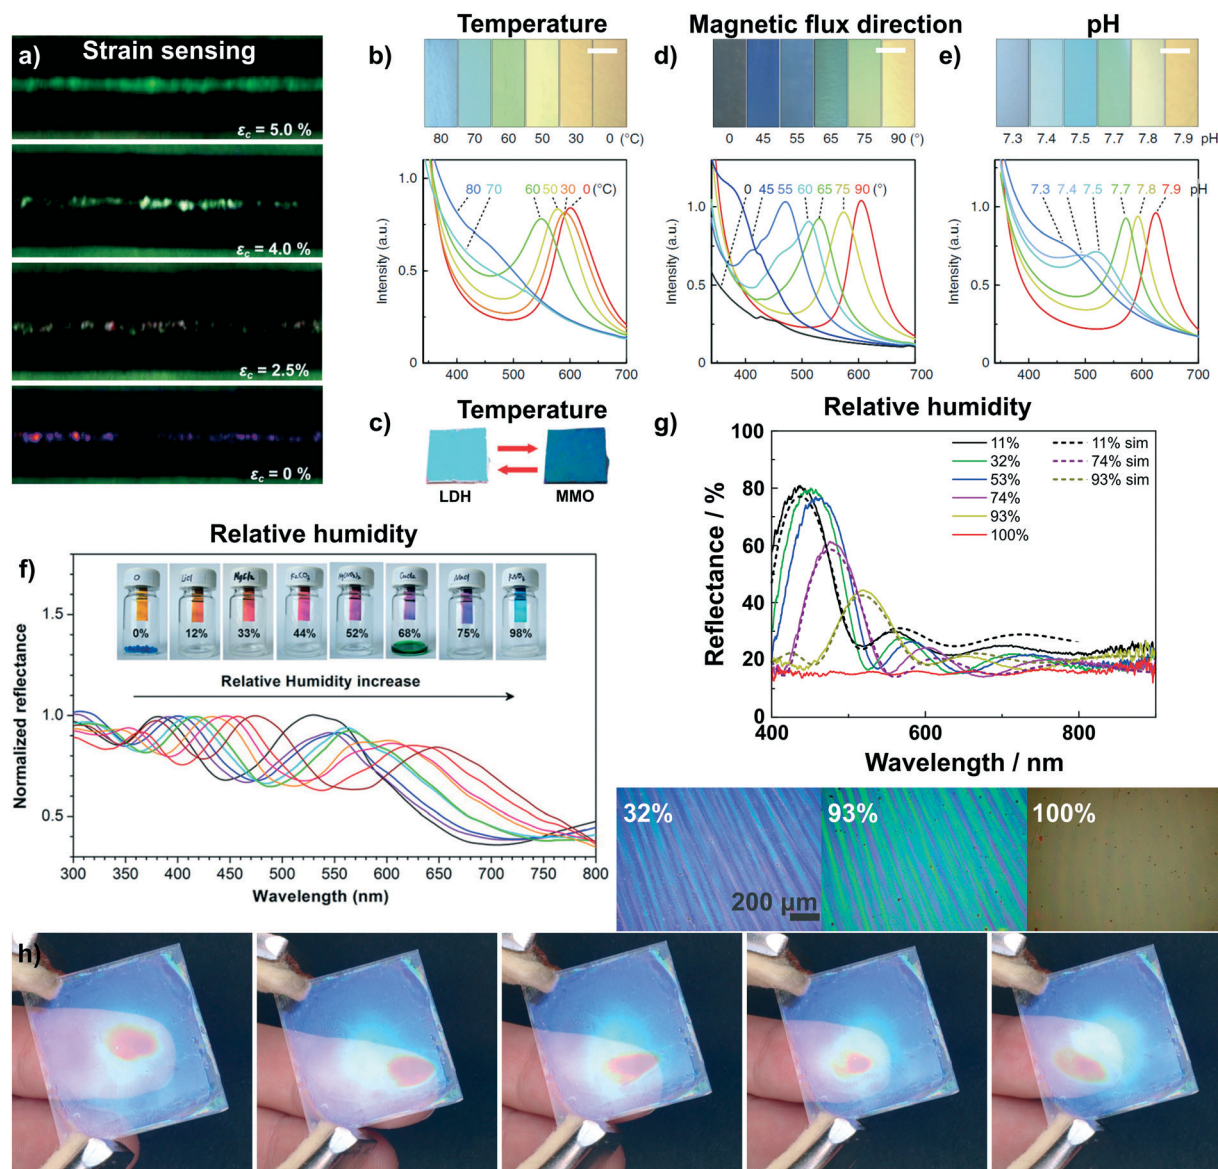 a) Strain sensing
εc = 5.0 %
εc = 4.0 %
εc = 2.5%
εc = 0 %
b) Temperature
80 70 60 50 30 0 (°C)
80 70 60 50 30 0 (°C)
Intensity (a.u.)
1.0
0.5
0
400 500 600 700
c) Temperature
LDH MMO
d) Magnetic flux direction
0 45 55 65 75 90 (°)
0 45 55 60 65 75 90 (°)
Intensity (a.u.)
1.0
0.5
0
400 500 600 700
e) pH
7.3 7.4 7.5 7.7 7.8 7.9 pH
7.3 7.4 7.5 7.7 7.8 7.9 pH
Intensity (a.u.)
1.0
0.5
0
400 500 600 700
f) Relative humidity
O LiCl MgCl2 K2CO3 CuCl2 NaCl KNO3
0% 12% 33% 44% 52% 68% 75% 98%
Relative Humidity increase
Normalized reflectance
1.5
1.0
0.5
300 350 400 450 500 550 600 650 700 750 800
Wavelength (nm)
g) Relative humidity
11%
32%
53%
74%
93%
100%
11% sim
74% sim
93% sim
Reflectance / %
100
80
60
40
20
0
400 600 800
Wavelength / nm
32% 93% 100%
200 µm
h)